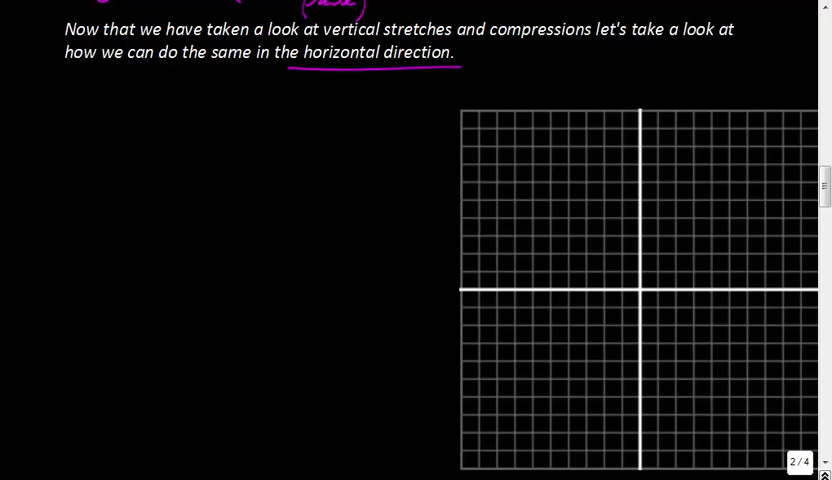 Now that we have taken a look at vertical stretches and compressions let's take a look at
how we can do the same in the horizontal direction.
2 / 4